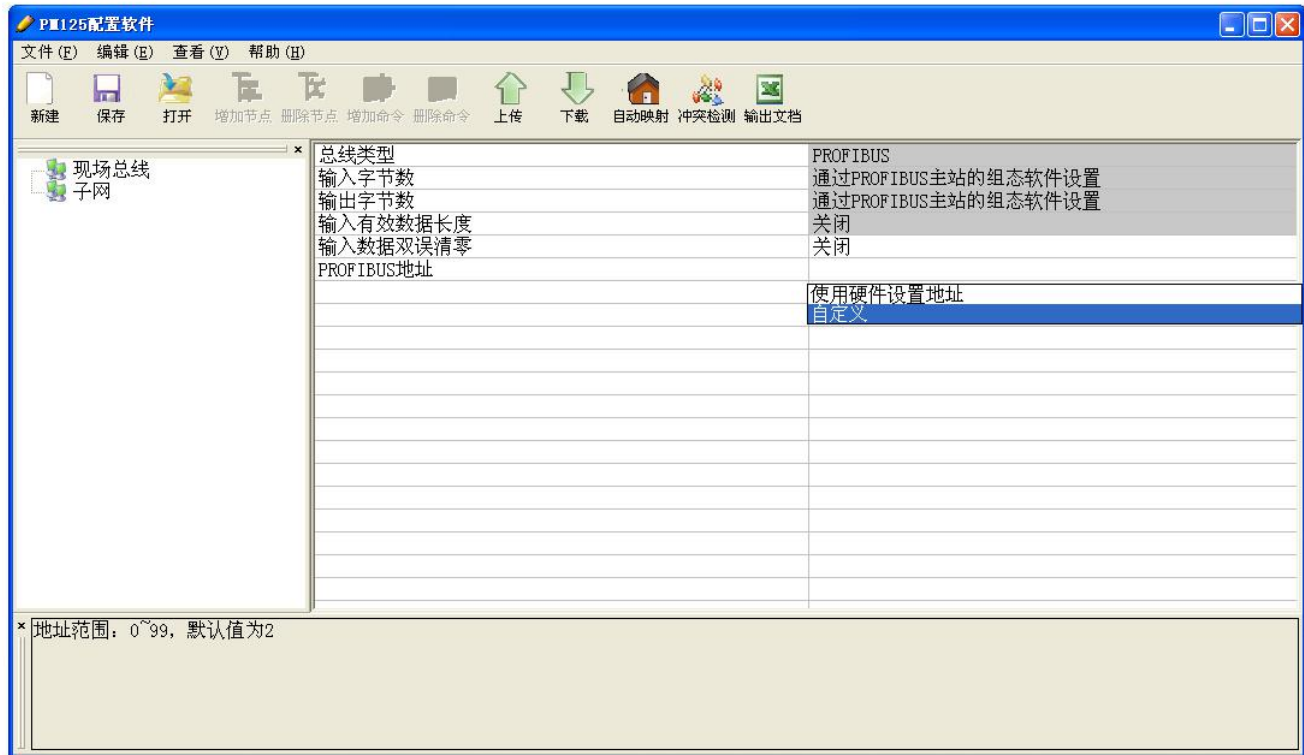 PM125配置软件
文件(F) 编辑(E) 查看(V) 帮助(H)
新建 保存 打开 增加节点 删除节点 增加命令 删除命令 上传 下载 自动映射 冲突检测 输出文档
现场总线
子网
总线类型 PROFIBUS
输入字节数 通过PROFIBUS主站的组态软件设置
输出字节数 通过PROFIBUS主站的组态软件设置
输入有效数据长度 关闭
输入数据双误清零 关闭
PROFIBUS地址
使用硬件设置地址
自定义
地址范围：0~99，默认值为2